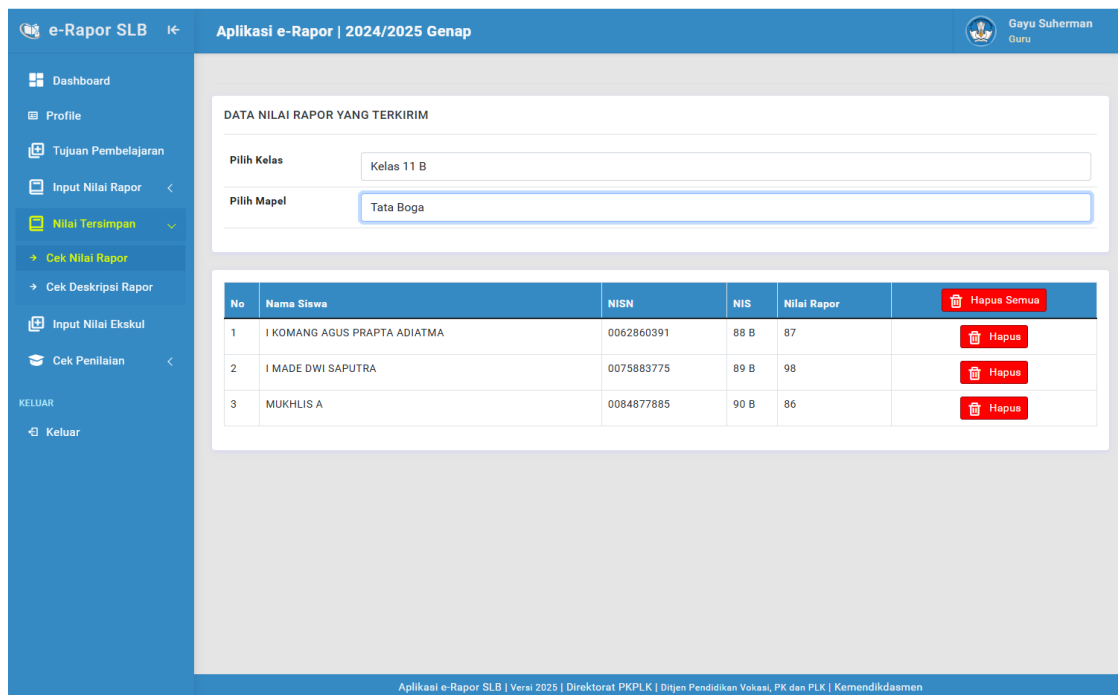 e-Rapor SLB
Aplikasi e-Rapor | 2024/2025 Genap
Gayu Suherman
Guru
Dashboard
Profile
Tujuan Pembelajaran
Input Nilai Rapor
Nilai Tersimpan
Cek Nilai Rapor
Cek Deskripsi Rapor
Input Nilai Ekskul
Cek Penilaian
KELUAR
Keluar
DATA NILAI RAPOR YANG TERKIRIM
Pilih Kelas Kelas 11 B
Pilih Mapel Tata Boga
No Nama Siswa NISN NIS Nilai Rapor Hapus Semua
1 I KOMANG AGUS PRAPTA ADIATMA 0062860391 88 B 87 Hapus
2 I MADE DWI SAPUTRA 0075883775 89 B 98 Hapus
3 MUKHLIS A 0084877885 90 B 86 Hapus
Aplikasi e-Rapor SLB | Versi 2025 | Direktorat PKPLK | Ditjen Pendidikan Vokasi, PK dan PLK | Kemendikdasmen